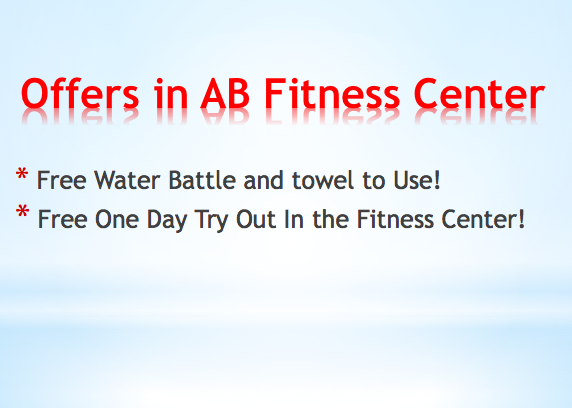 Offers in AB Fitness Center
* Free Water Battle and towel to Use!
* Free One Day Try Out In the Fitness Center!